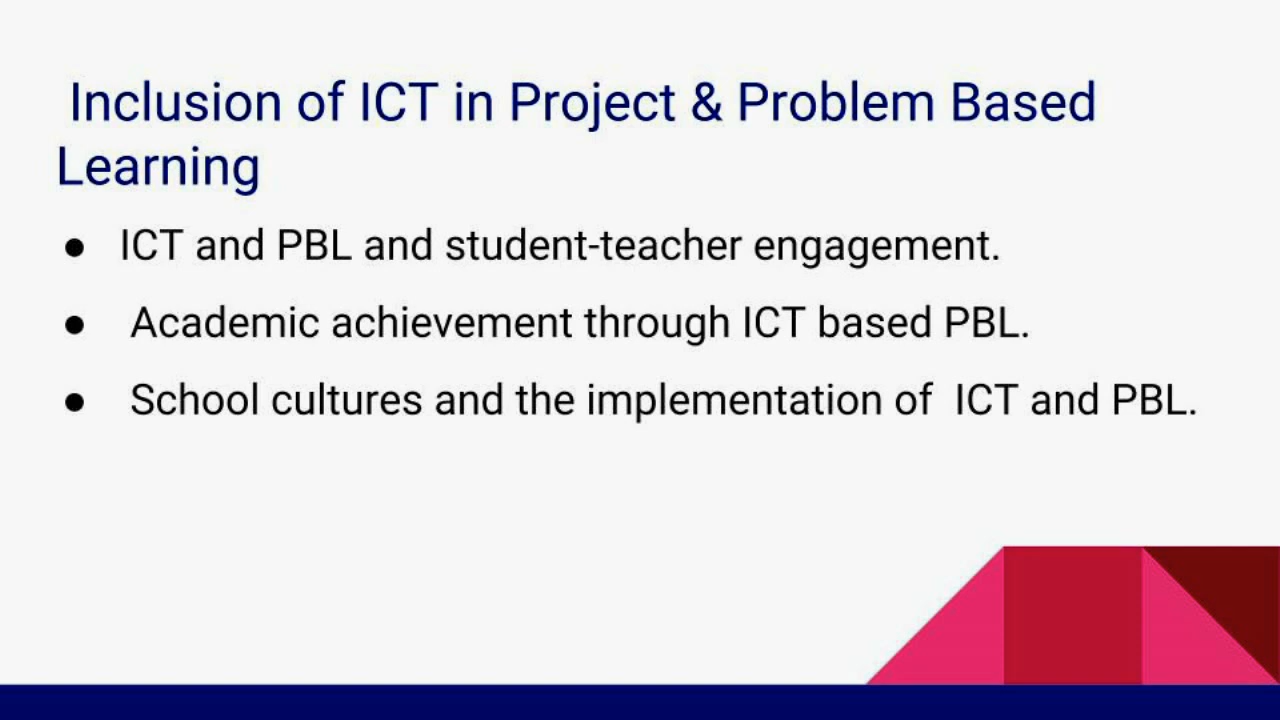 Inclusion of ICT in Project & Problem Based
Learning
● ICT and PBL and student-teacher engagement.
● Academic achievement through ICT based PBL.
● School cultures and the implementation of ICT and PBL.